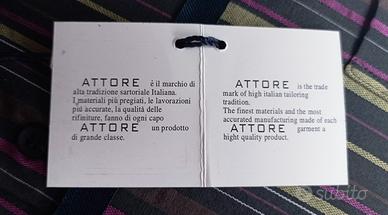 ATTORE è il marchio di
alta tradizione sartoriale Italiana.
I materiali più pregiati, le lavorazioni
piú accurate, la qualità delle
rifiniture, fanno di ogni capo
ATTORE un prodotto
di grande classe.
ATTORE is the trade
mark of high italian tailoring
tradition.
The finest materials and the most
accurated manufacturing made of each
ATTORE garment a
hight quality product.
subito